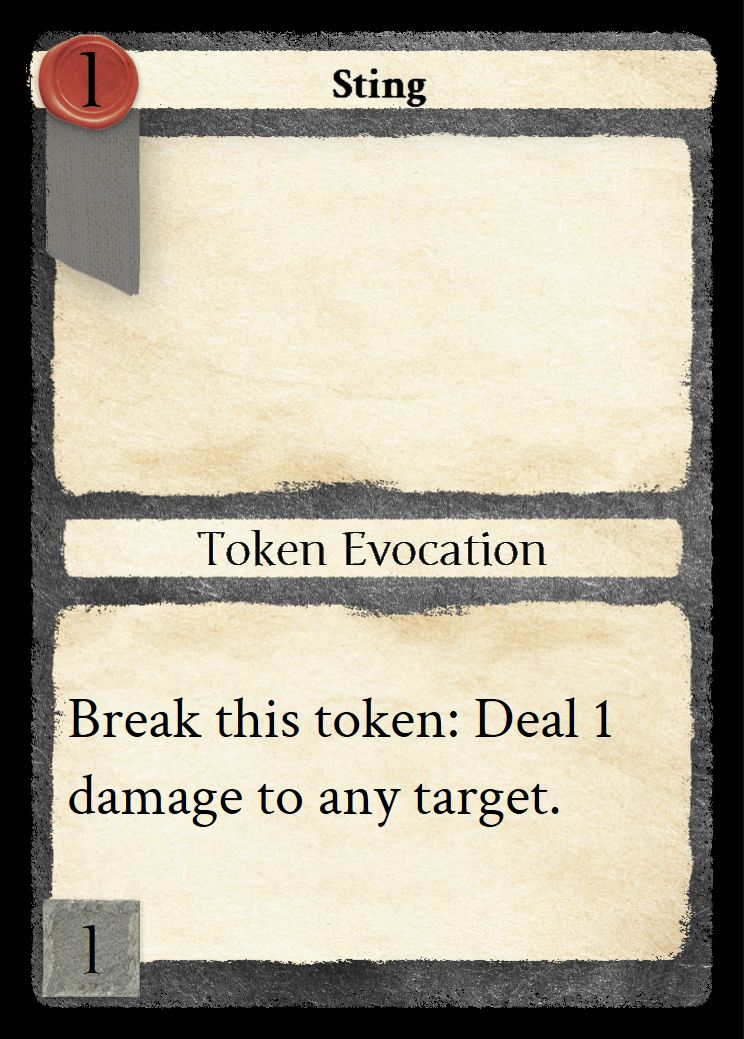 1
Sting
Token Evocation
Break this token: Deal 1
damage to any target.
1